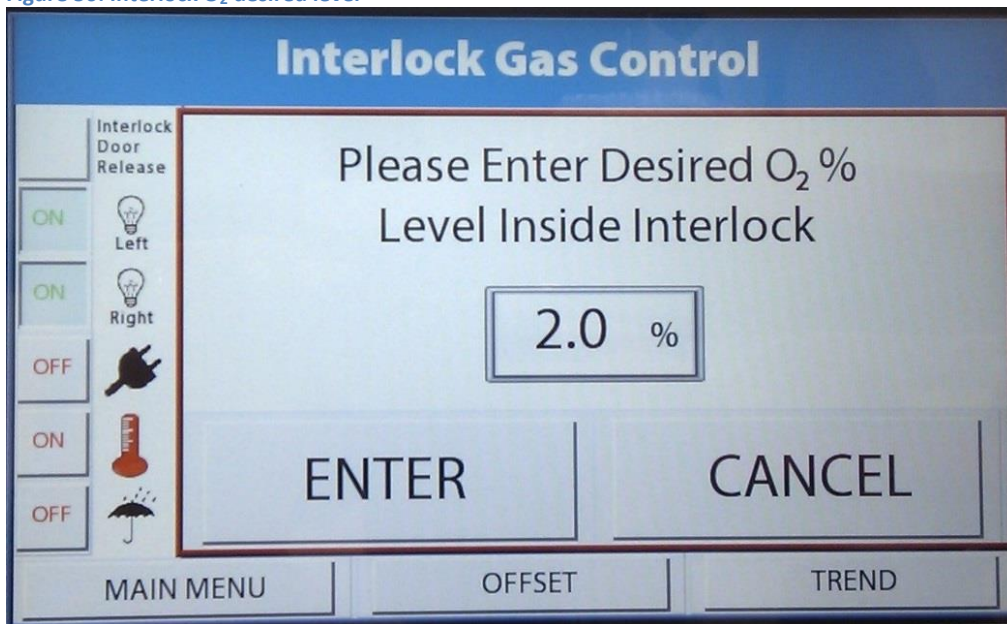 Interlock Gas Control
Interlock
Door
Release
ON
Left
ON
Right
OFF
ON
OFF
Please Enter Desired O₂ %
Level Inside Interlock
2.0 %
ENTER
CANCEL
MAIN MENU
OFFSET
TREND